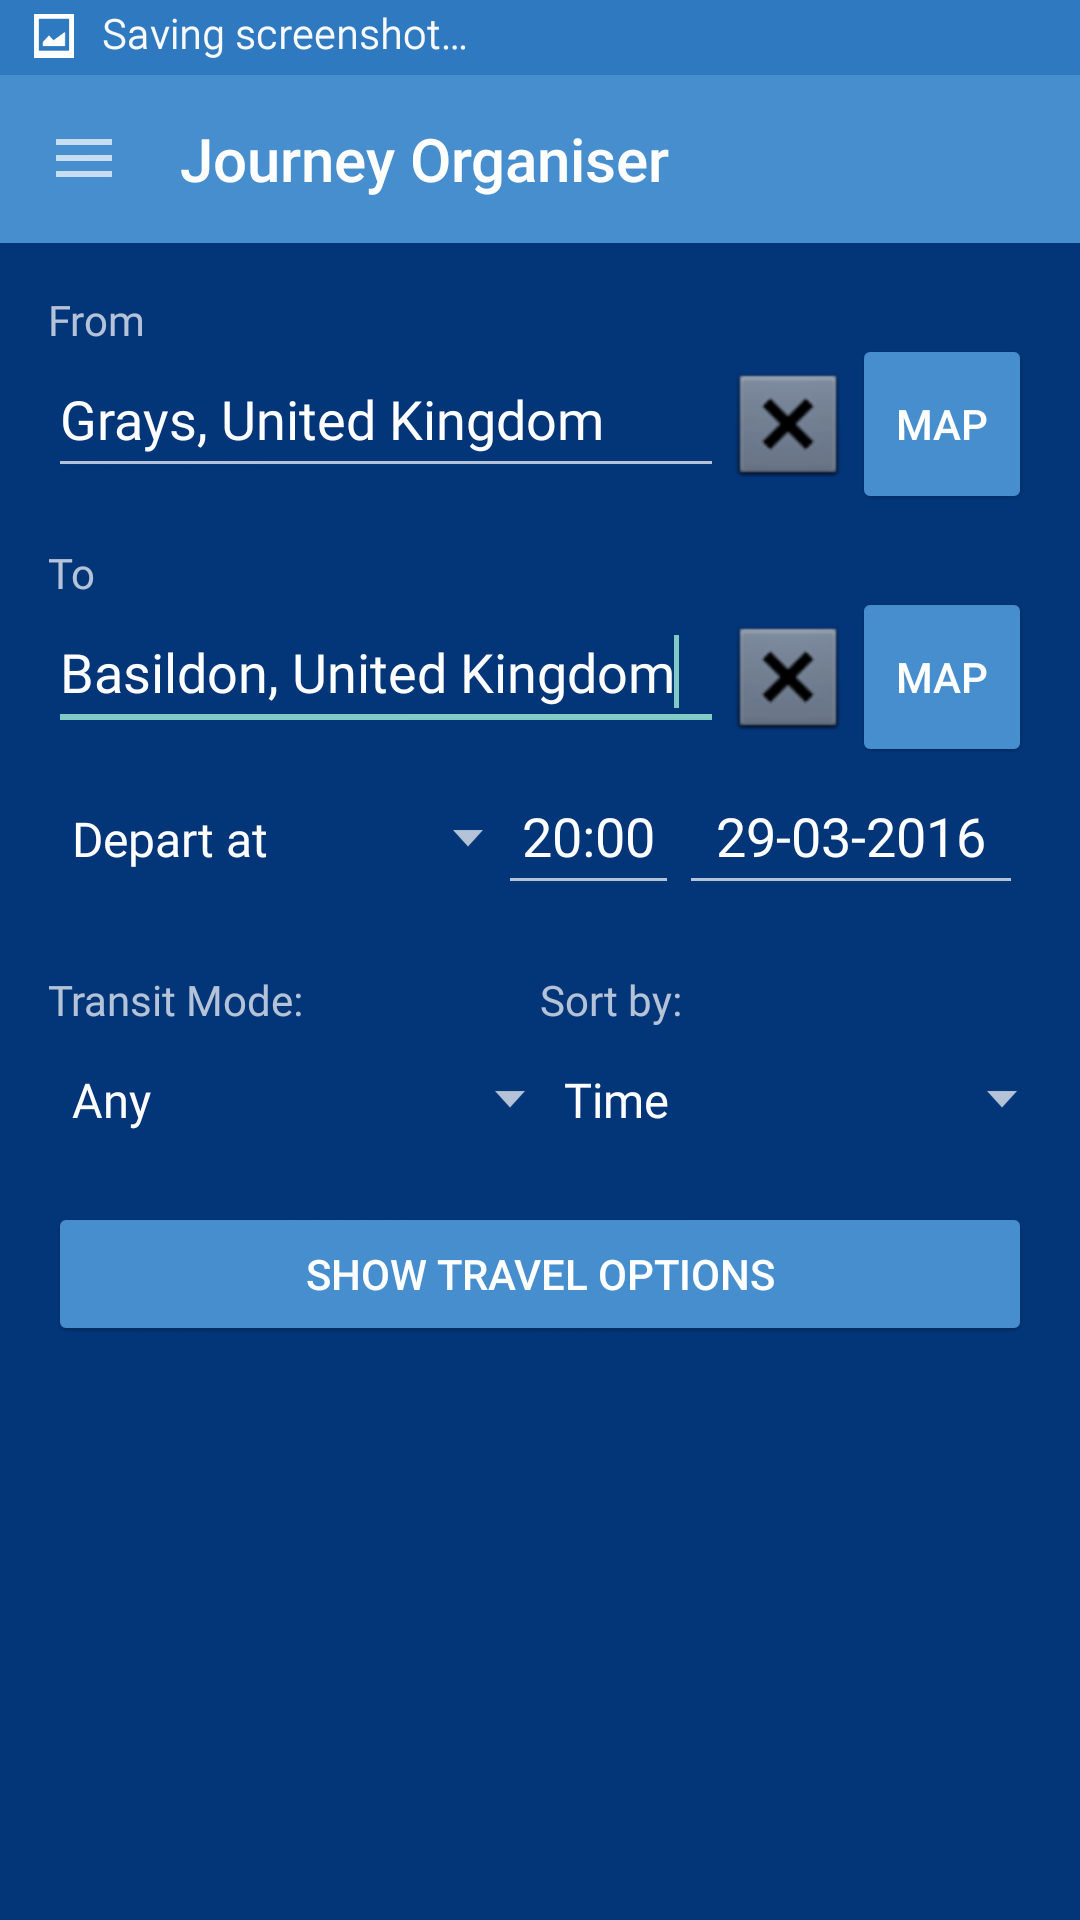 Saving screenshot...
Journey Organiser
From
Grays, United Kingdom
MAP
To
Basildon, United Kingdom
MAP
Depart at 20:00 29-03-2016
Transit Mode: Sort by:
Any Time
SHOW TRAVEL OPTIONS